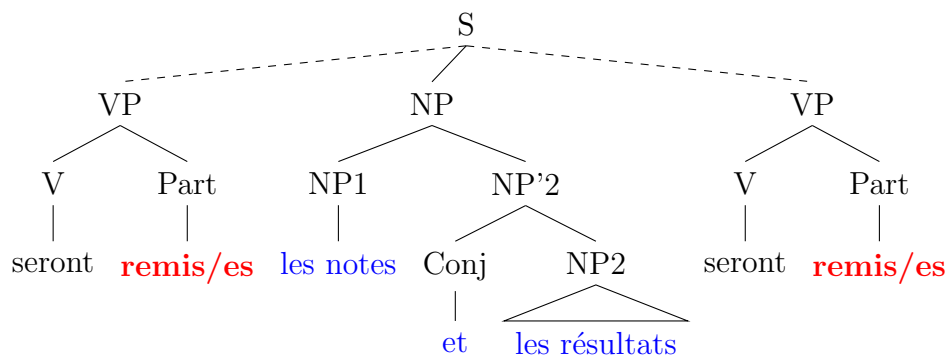 S
VP NP VP
V Part NP1 NP'2 V Part
seront remis/es les notes Conj NP2 seront remis/es
et les résultats